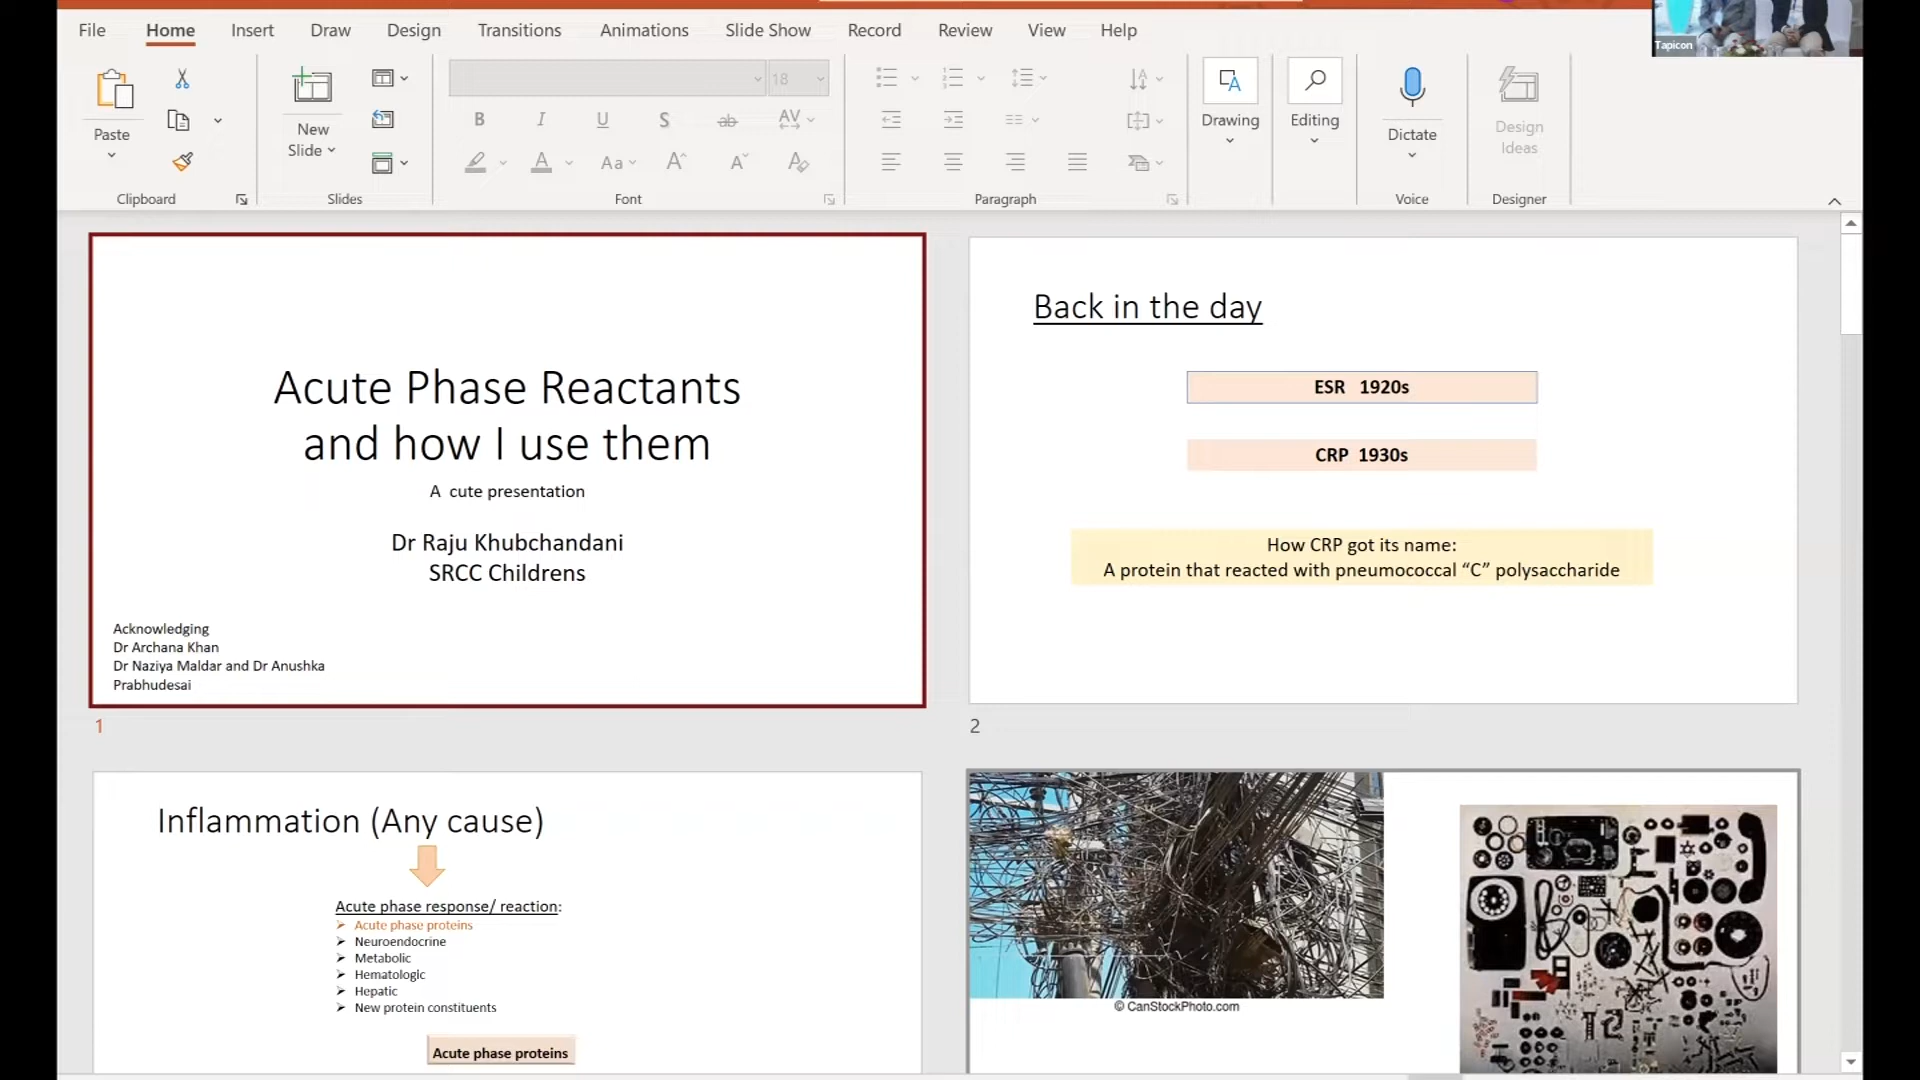 File Home Insert Draw Design Transitions Animations Slide Show Record Review View Help
Tapicon
Paste
New
Slide
18
B I U S ab AV
A Aa A A A
Drawing
Editing
Dictate
Design
Ideas
Clipboard Slides Font Paragraph Voice Designer
Acute Phase Reactants
and how I use them
A cute presentation
Dr Raju Khubchandani
SRCC Childrens
Acknowledging
Dr Archana Khan
Dr Naziya Maldar and Dr Anushka
Prabhudesai
1
Back in the day
ESR 1920s
CRP 1930s
How CRP got its name:
A protein that reacted with pneumococcal “C” polysaccharide
2
Inflammation (Any cause)
Acute phase response/ reaction:
Acute phase proteins
Neuroendocrine
Metabolic
Hematologic
Hepatic
New protein constituents
Acute phase proteins
© CanStockPhoto.com